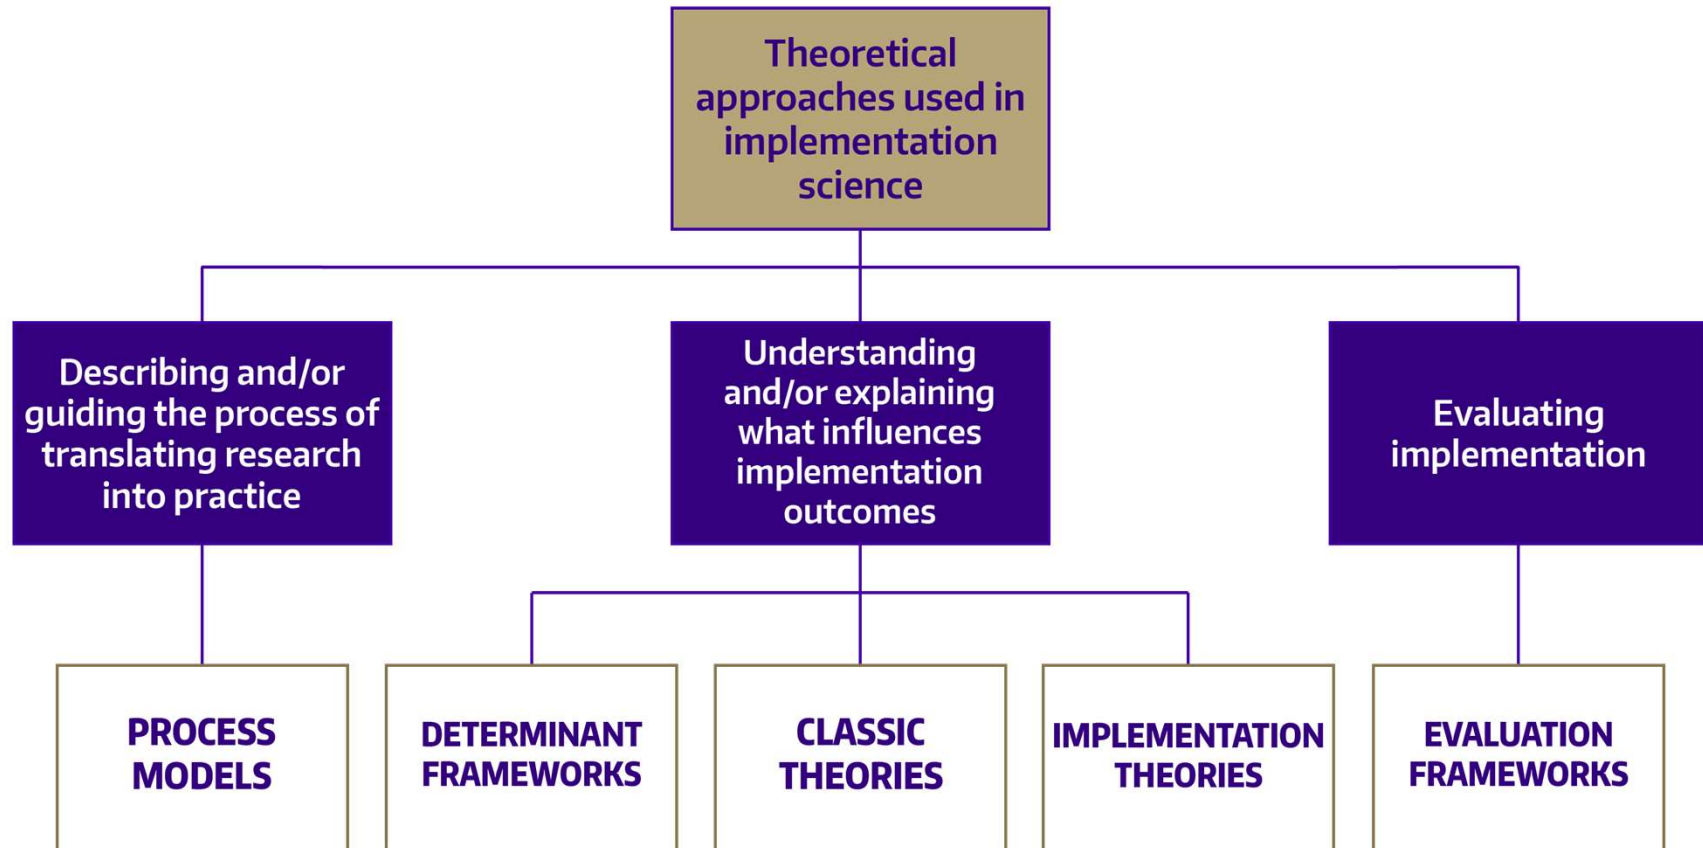 Theoretical
approaches used in
implementation
science
Describing and/or
guiding the process of
translating research
into practice
Understanding
and/or explaining
what influences
implementation
outcomes
Evaluating
implementation
PROCESS
MODELS
DETERMINANT
FRAMEWORKS
CLASSIC
THEORIES
IMPLEMENTATION
THEORIES
EVALUATION
FRAMEWORKS